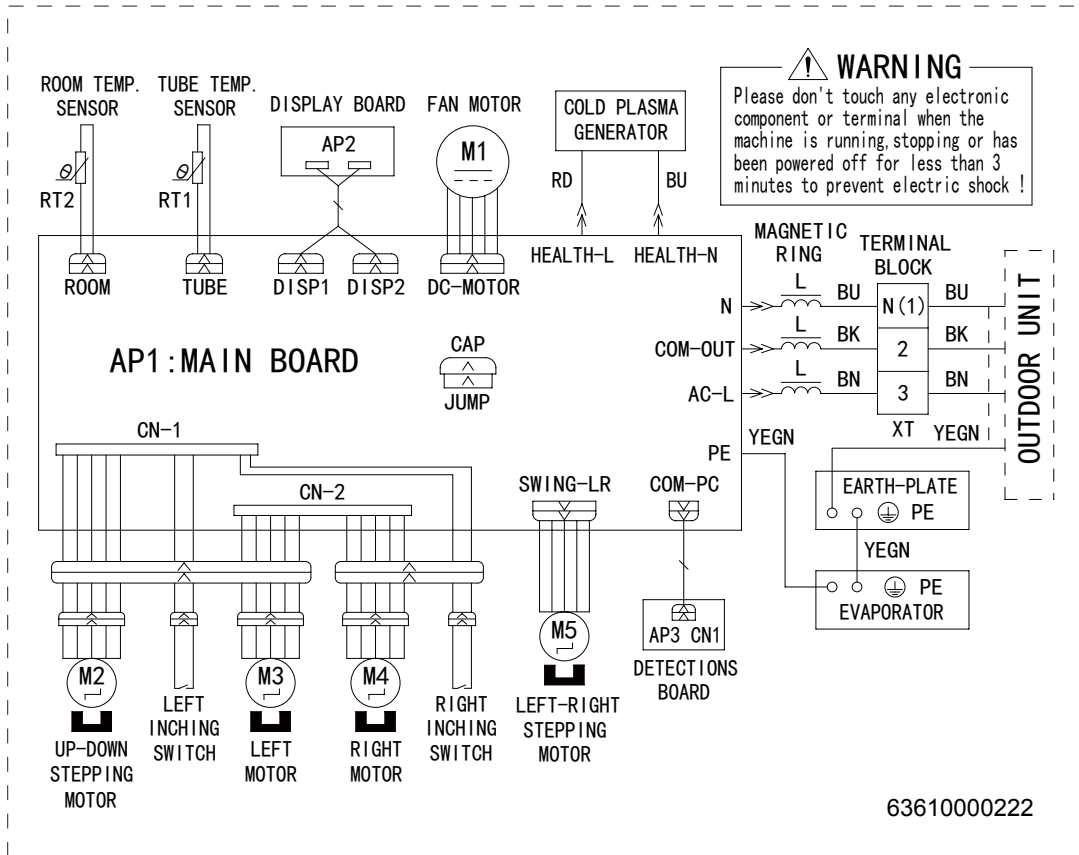 ROOM TEMP.
SENSOR
TUBE TEMP.
SENSOR
DISPLAY BOARD
FAN MOTOR
COLD PLASMA
GENERATOR
WARNING
Please don't touch any electronic
component or terminal when the
machine is running,stopping or has
been powered off for less than 3
minutes to prevent electric shock !
θ
RT2
θ
RT1
AP2
M1
RD
BU
ROOM
TUBE
DISP1
DISP2
DC-MOTOR
HEALTH-L
HEALTH-N
MAGNETIC
RING
TERMINAL
BLOCK
N
L
BU
N(1)
BU
COM-OUT
L
BK
2
BK
AC-L
L
BN
3
BN
XT
YEGN
OUTDOOR UNIT
AP1:MAIN BOARD
CAP
JUMP
PE
YEGN
EARTH-PLATE
PE
YEGN
PE
EVAPORATOR
CN-1
CN-2
SWING-LR
COM-PC
M2
UP-DOWN
STEPPING
MOTOR
LEFT
INCHING
SWITCH
M3
LEFT
MOTOR
M4
RIGHT
MOTOR
RIGHT
INCHING
SWITCH
M5
LEFT-RIGHT
STEPPING
MOTOR
AP3 CN1
DETECTIONS
BOARD
63610000222